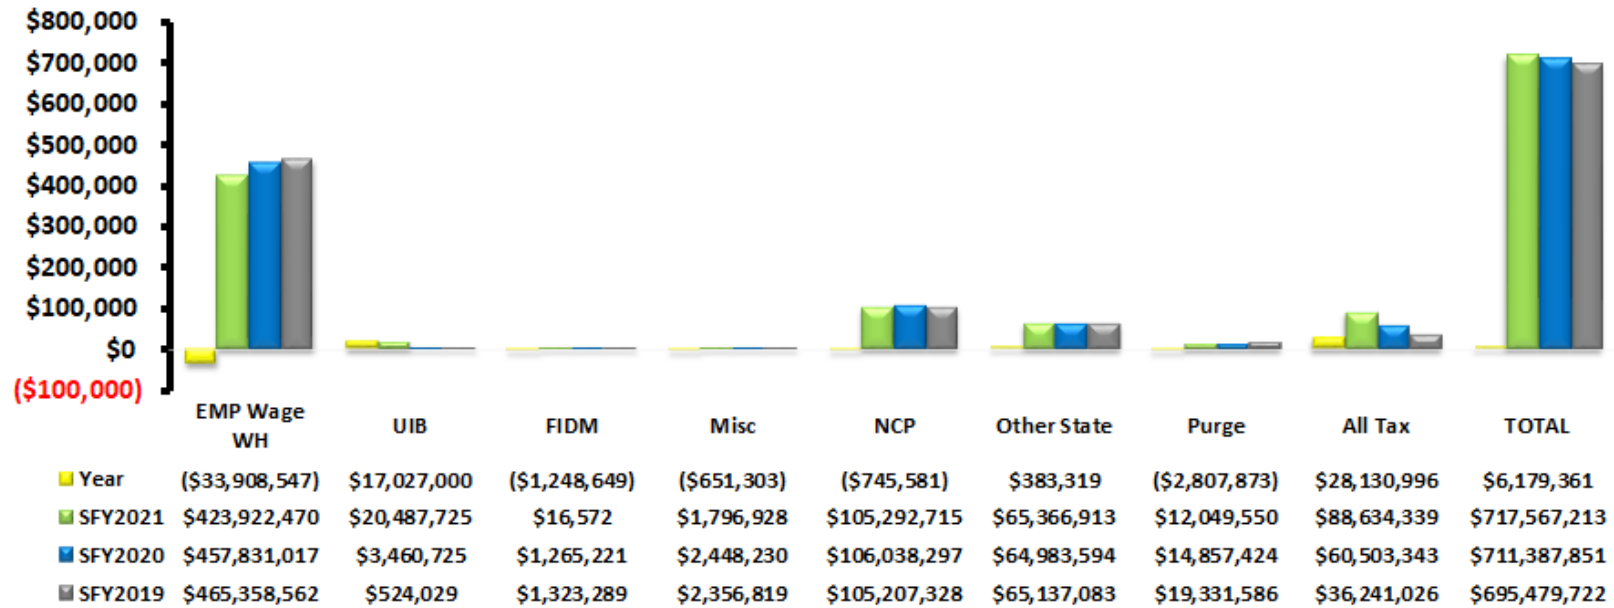 $800,000
$700,000
$600,000
$500,000
$400,000
$300,000
$200,000
$100,000
$0
($100,000)
EMP Wage WH UIB FIDM Misc NCP Other State Purge All Tax TOTAL
Year ($33,908,547) $17,027,000 ($1,248,649) ($651,303) ($745,581) $383,319 ($2,807,873) $28,130,996 $6,179,361
SFY2021 $423,922,470 $20,487,725 $16,572 $1,796,928 $105,292,715 $65,366,913 $12,049,550 $88,634,339 $717,567,213
SFY2020 $457,831,017 $3,460,725 $1,265,221 $2,448,230 $106,038,297 $64,983,594 $14,857,424 $60,503,343 $711,387,851
SFY2019 $465,358,562 $524,029 $1,323,289 $2,356,819 $105,207,328 $65,137,083 $19,331,586 $36,241,026 $695,479,722